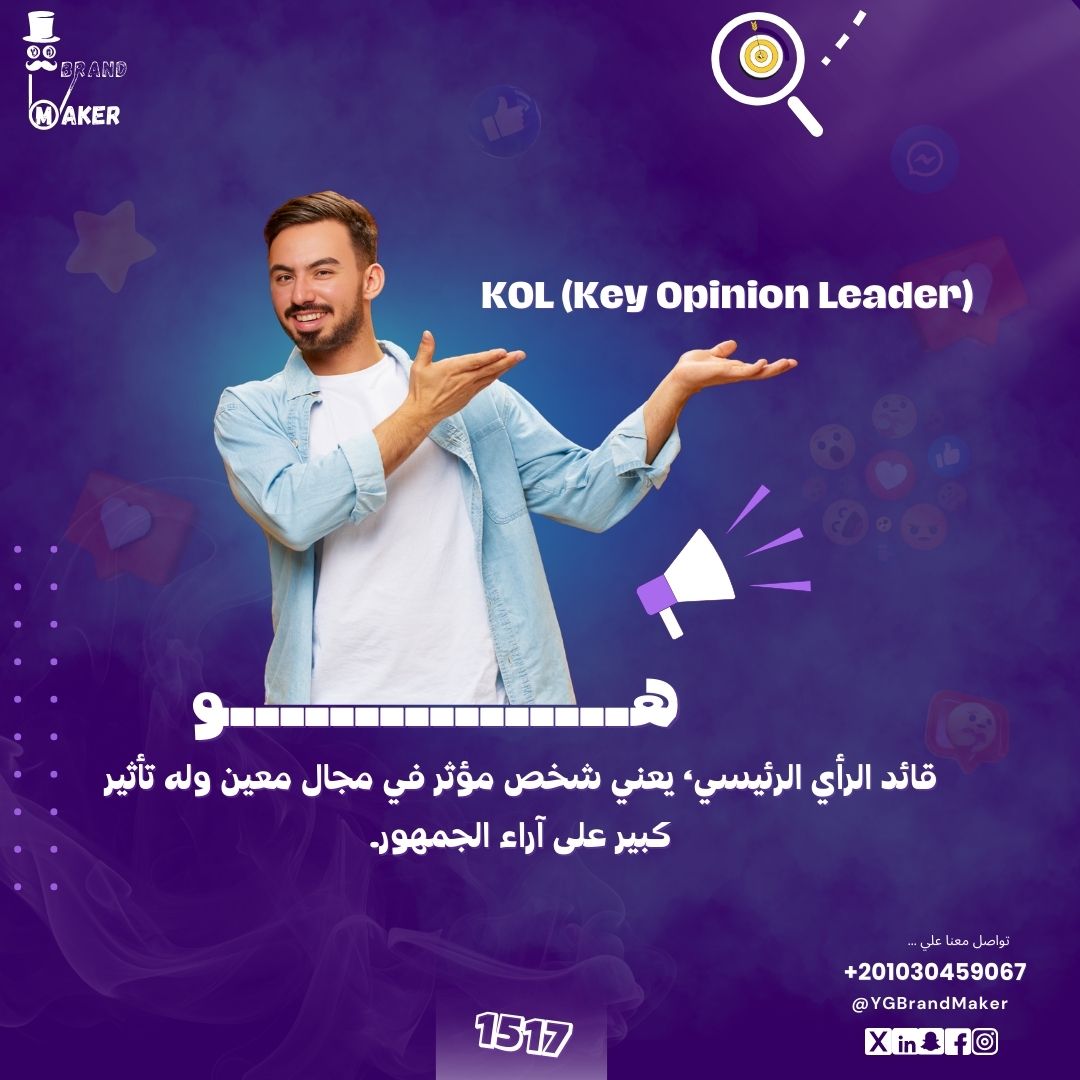 BRAND
MAKER
KOL (Key Opinion Leader)
هـــــــــــــــــو
قائد الرأي الرئيسي، يعني شخص مؤثر في مجال معين وله تأثير
كبير على آراء الجمهور.
تواصل معنا علي ...
+201030459067
@YGBrandMaker
1517